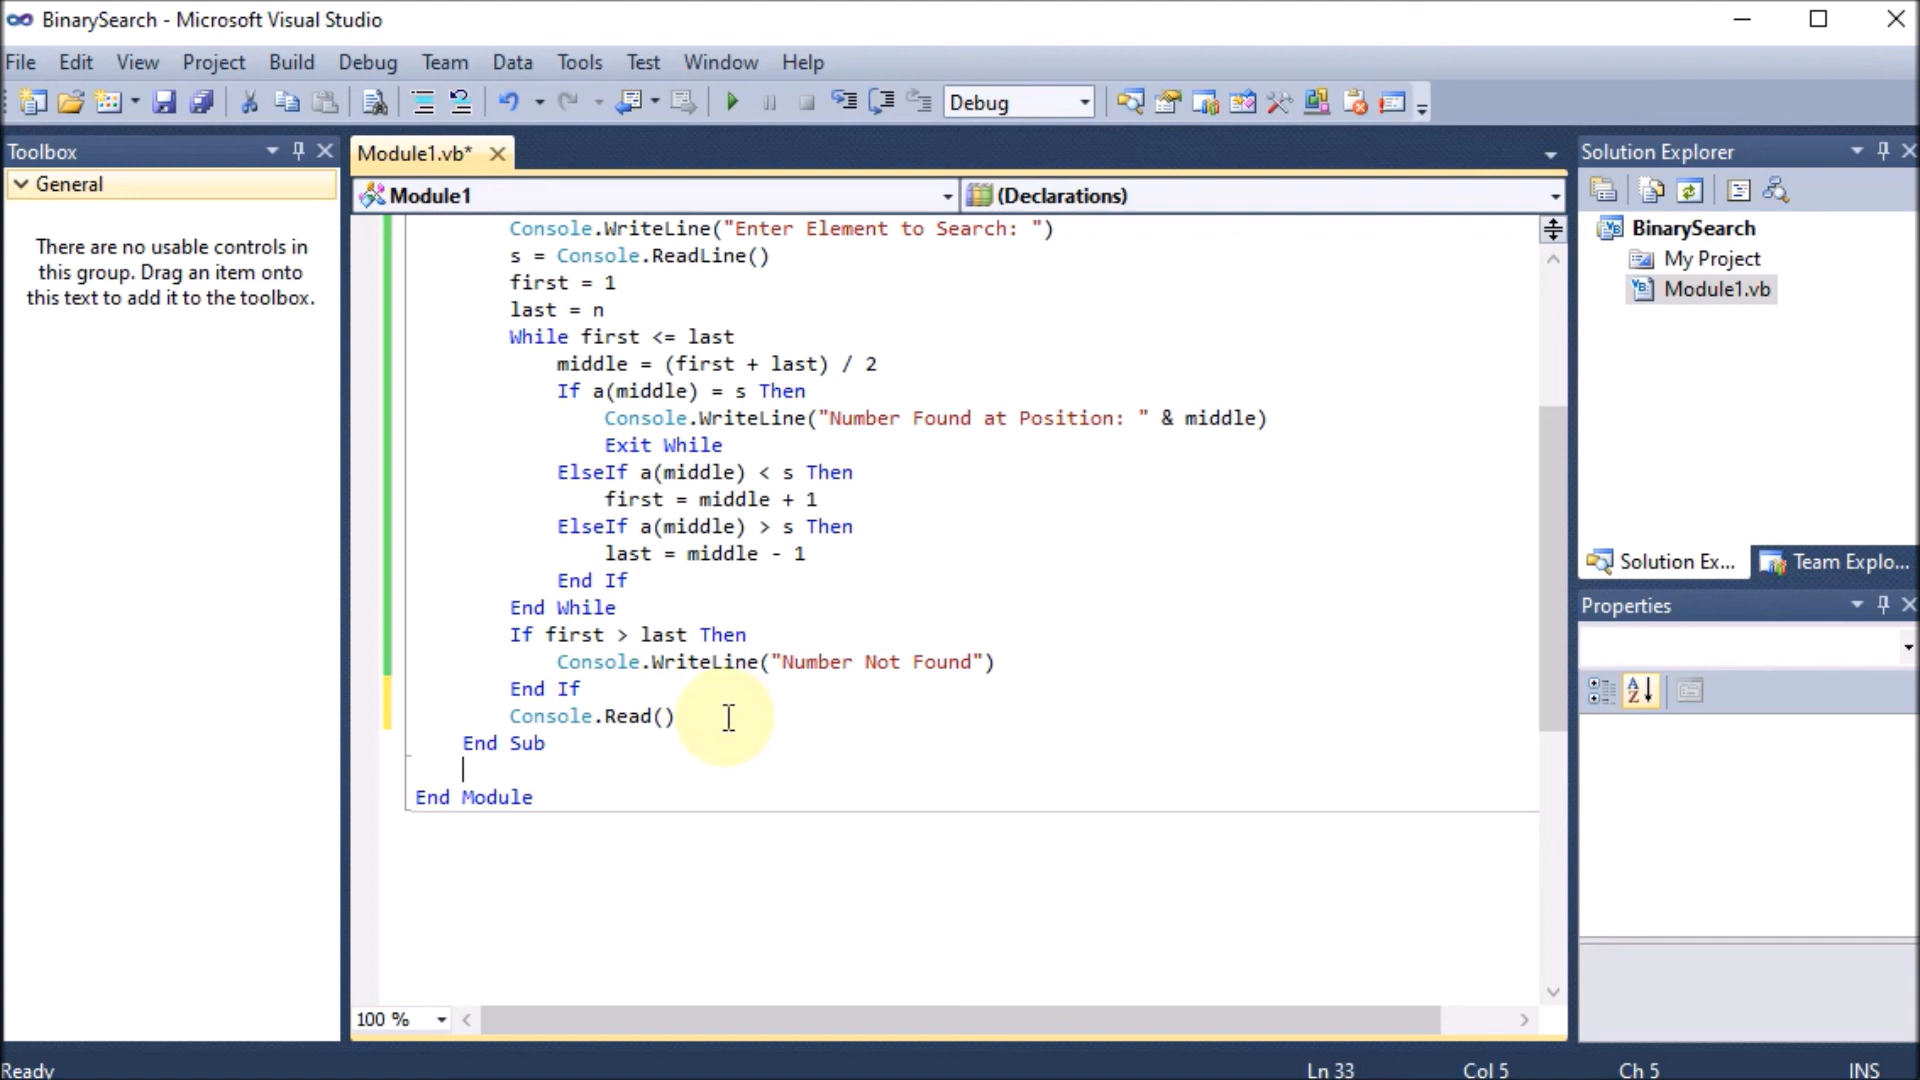 BinarySearch - Microsoft Visual Studio
File Edit View Project Build Debug Team Data Tools Test Window Help
Debug
Toolbox
General
There are no usable controls in
this group. Drag an item onto
this text to add it to the toolbox.
Module1.vb*
Module1
(Declarations)
Console.WriteLine("Enter Element to Search: ")
s = Console.ReadLine()
first = 1
last = n
While first <= last
middle = (first + last) / 2
If a(middle) = s Then
Console.WriteLine("Number Found at Position: " & middle)
Exit While
ElseIf a(middle) < s Then
first = middle + 1
ElseIf a(middle) > s Then
last = middle - 1
End If
End While
If first > last Then
Console.WriteLine("Number Not Found")
End If
Console.Read()
End Sub
End Module
100 %
Solution Explorer
BinarySearch
My Project
Module1.vb
Solution Ex...
Team Explo...
Properties
Ready
Ln 33 Col 5 Ch 5 INS